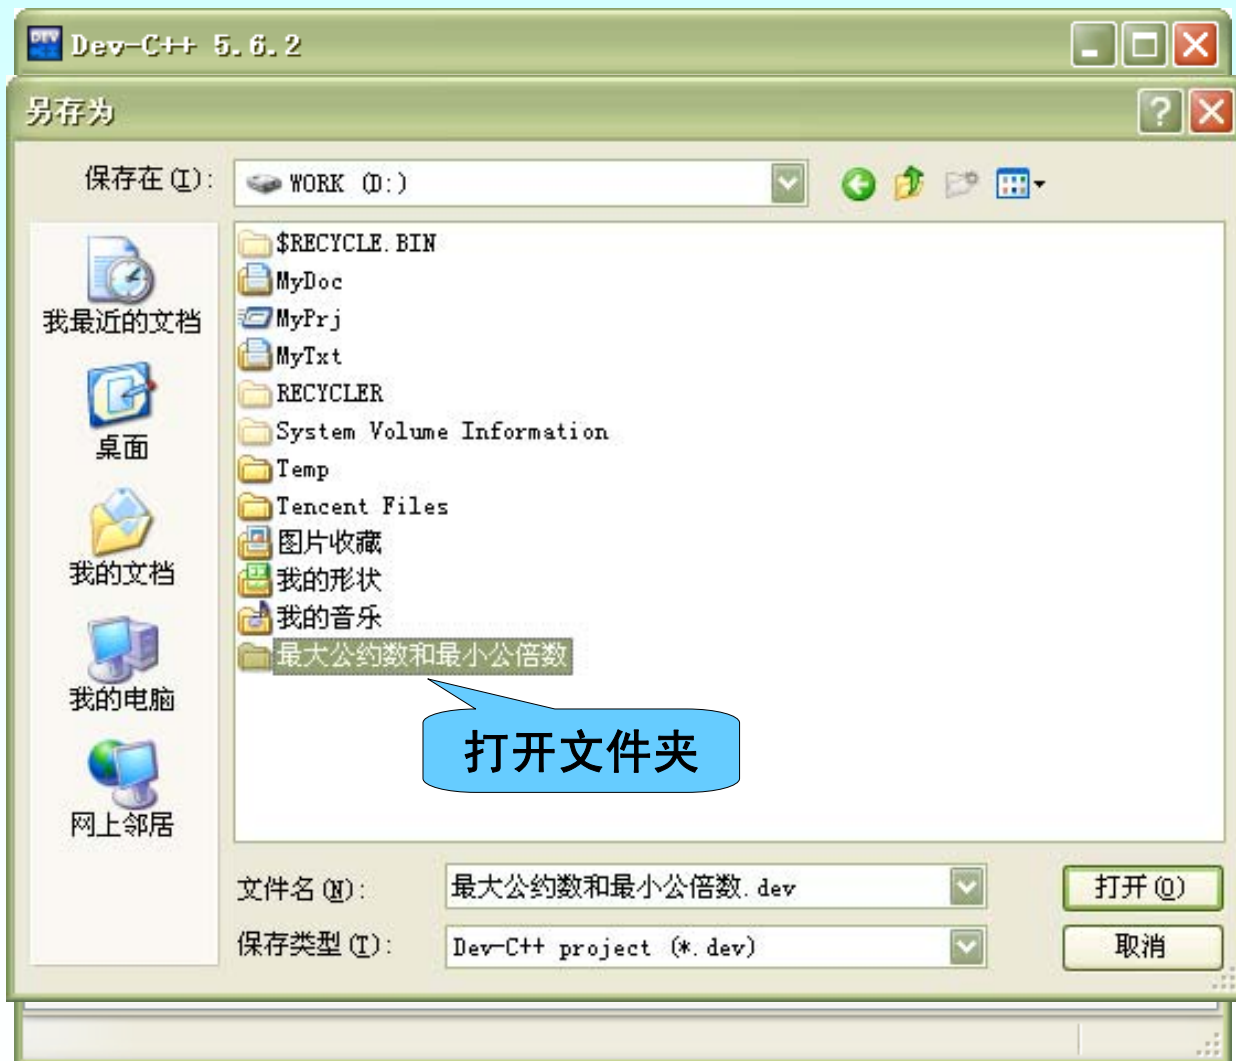 Dev-C++ 5.6.2
另存为
保存在(I):
WORK (D:)
我最近的文档
桌面
我的文档
我的电脑
网上邻居
$RECYCLE.BIN
MyDoc
MyPrj
MyTxt
RECYCLER
System Volume Information
Temp
Tencent Files
图片收藏
我的形状
我的音乐
最大公约数和最小公倍数
打开文件夹
文件名(N):
最大公约数和最小公倍数.dev
打开(O)
保存类型(T):
Dev-C++ project (*.dev)
取消